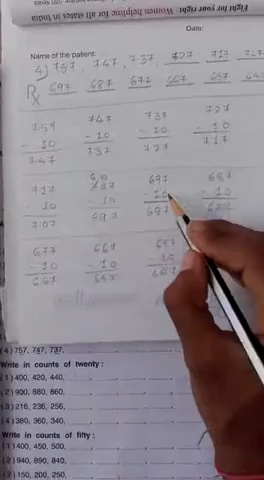 Fight for your right: Women helpline for all states in India
Date:
Name of the patient:
4) 757, 747, 737, 727 717 707
Rx 697 687 677 667 657 64
757 747 737 727
- 10 - 10 - 10 - 10
747 737 727 717
717 707 697 687
- 10 - 10 - 10 - 10
707 697 687 677
677 667 657
- 10 - 10 - 10
667 657 647
(4) 757, 747, 737,
Write in counts of twenty :
(1) 400, 420, 440,
(2) 900, 880, 860,
(3) 216, 236, 256,
(4) 380, 360, 340,
Write in counts of fifty :
(1) 400, 450, 500,
(2) 940, 890, 840,
(3) 150, 200, 250,